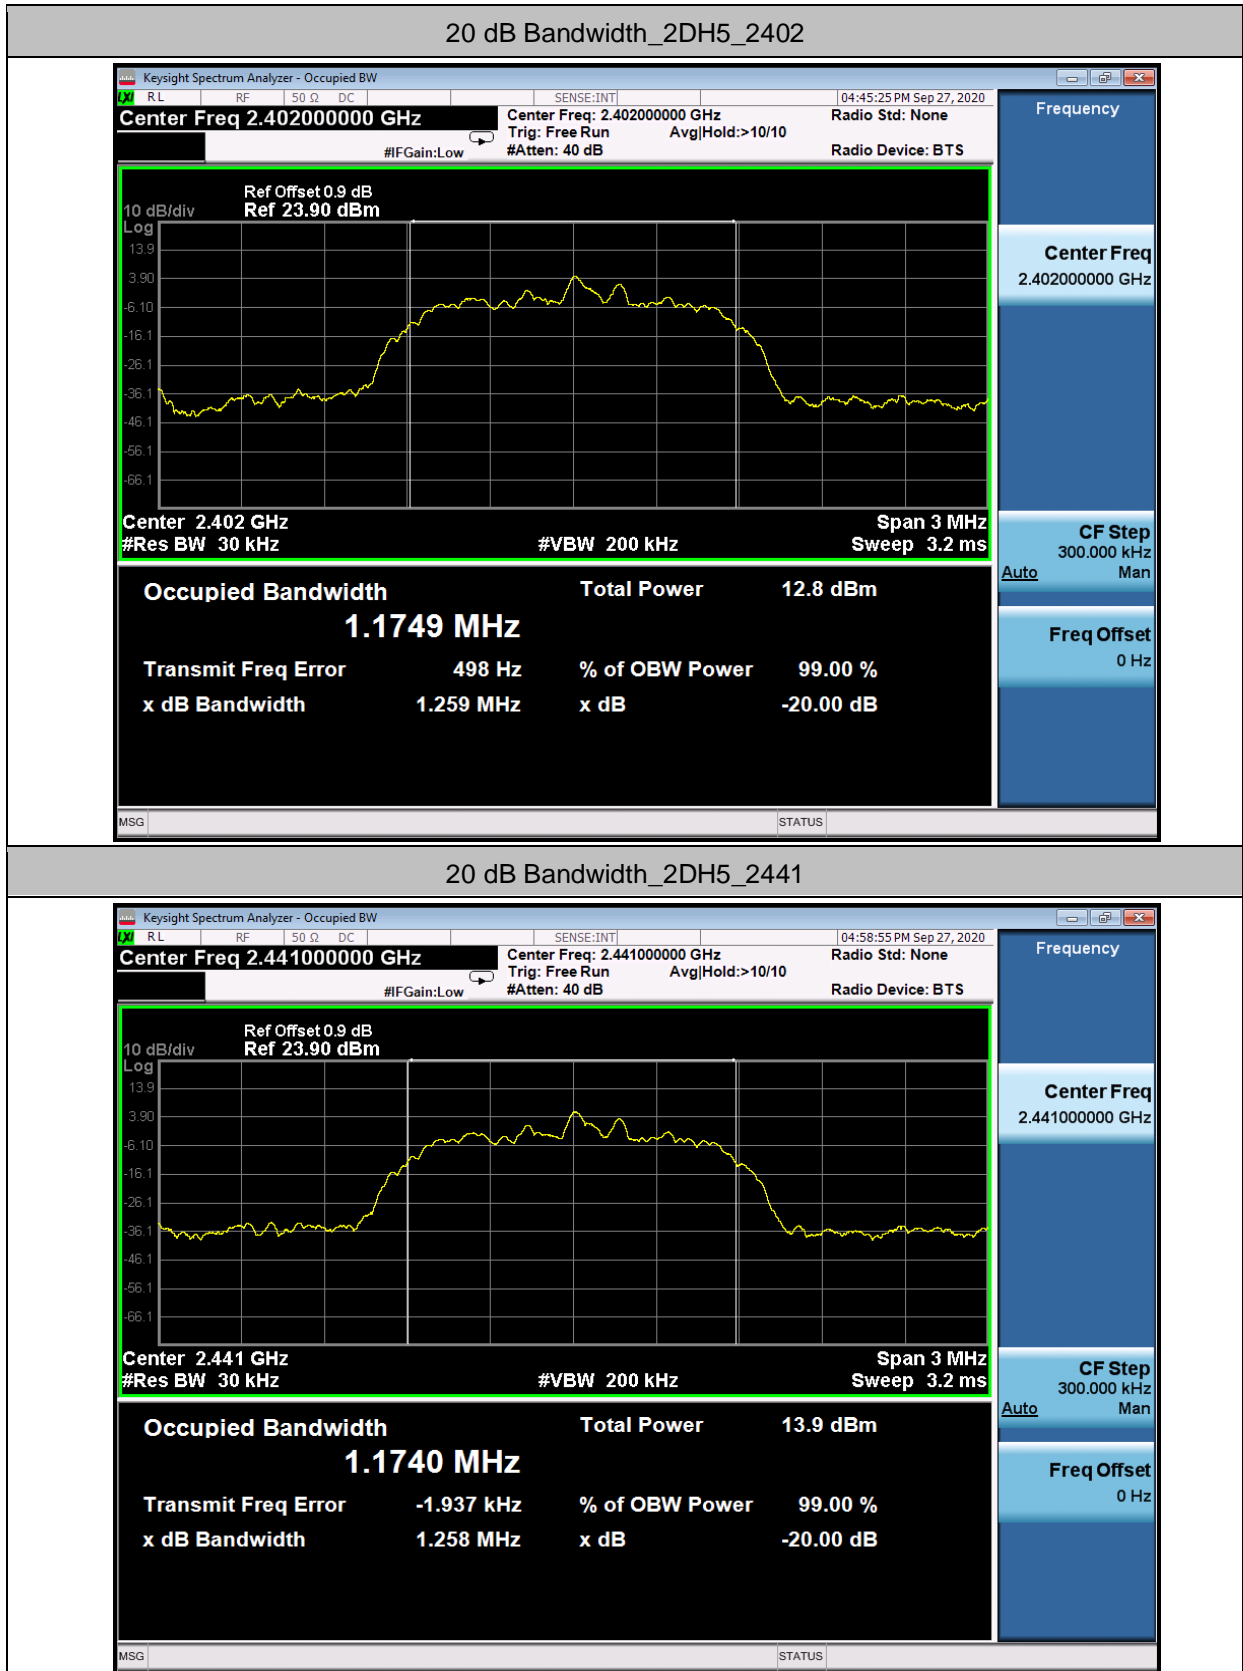 20 dB Bandwidth_2DH5_2402
Keysight Spectrum Analyzer - Occupied BW
LXI RL RF 50 Ω DC SENSE:INT 04:45:25 PM Sep 27, 2020
Center Freq 2.402000000 GHz Center Freq: 2.402000000 GHz Radio Std: None Frequency
Trig: Free Run Avg|Hold:>10/10
#IFGain:Low #Atten: 40 dB Radio Device: BTS
Ref Offset 0.9 dB
10 dB/div Ref 23.90 dBm
Log
13.9
3.90
-6.10
-16.1
-26.1
-36.1
-46.1
-56.1
-66.1
Center Freq
2.402000000 GHz
Center 2.402 GHz Span 3 MHz
#Res BW 30 kHz #VBW 200 kHz Sweep 3.2 ms
CF Step
300.000 kHz
Auto Man
Occupied Bandwidth Total Power 12.8 dBm
1.1749 MHz
Freq Offset
0 Hz
Transmit Freq Error 498 Hz % of OBW Power 99.00 %
x dB Bandwidth 1.259 MHz x dB -20.00 dB
MSG STATUS
20 dB Bandwidth_2DH5_2441
Keysight Spectrum Analyzer - Occupied BW
LXI RL RF 50 Ω DC SENSE:INT 04:58:55 PM Sep 27, 2020
Center Freq 2.441000000 GHz Center Freq: 2.441000000 GHz Radio Std: None Frequency
Trig: Free Run Avg|Hold:>10/10
#IFGain:Low #Atten: 40 dB Radio Device: BTS
Ref Offset 0.9 dB
10 dB/div Ref 23.90 dBm
Log
13.9
3.90
-6.10
-16.1
-26.1
-36.1
-46.1
-56.1
-66.1
Center Freq
2.441000000 GHz
Center 2.441 GHz Span 3 MHz
#Res BW 30 kHz #VBW 200 kHz Sweep 3.2 ms
CF Step
300.000 kHz
Auto Man
Occupied Bandwidth Total Power 13.9 dBm
1.1740 MHz
Freq Offset
0 Hz
Transmit Freq Error -1.937 kHz % of OBW Power 99.00 %
x dB Bandwidth 1.258 MHz x dB -20.00 dB
MSG STATUS